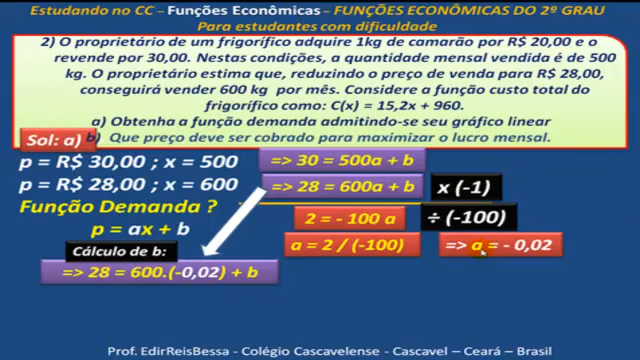 Estudando no CC – Funções Econômicas – FUNÇÕES ECONÔMICAS DO 2º GRAU
Para estudantes com dificuldade
2) O proprietário de um frigorífico adquire 1kg de camarão por R$ 20,00 e o
revende por 30,00. Nestas condições, a quantidade mensal vendida é de 500
kg. O proprietário estima que, reduzindo o preço de venda para R$ 28,00,
conseguirá vender 600 kg por mês. Considere a função custo total do
frigorífico como: C(x) = 15,2x + 960.
a) Obtenha a função demanda admitindo-se seu gráfico linear
b) Que preço deve ser cobrado para maximizar o lucro mensal.
Sol: a)
p = R$ 30,00 ; x = 500
=> 30 = 500a + b
p = R$ 28,00 ; x = 600
=> 28 = 600a + b
x (-1)
Função Demanda ?
2 = - 100 a
÷ (-100)
p = ax + b
a = 2 / (-100)
=> a = - 0,02
Cálculo de b:
=> 28 = 600.(-0,02) + b
Prof. EdirReisBessa - Colégio Cascavelense - Cascavel – Ceará – Brasil